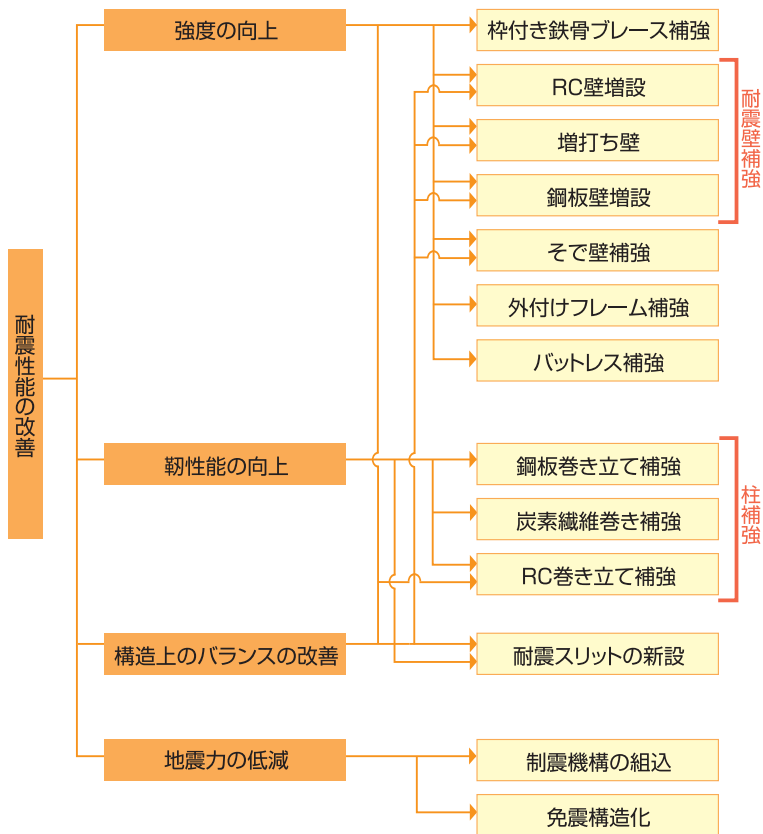 耐震性能の改善
強度の向上
枠付き鉄骨ブレース補強
RC壁増設
増打ち壁
鋼板壁増設
耐震壁補強
そで壁補強
外付けフレーム補強
バットレス補強
靭性能の向上
鋼板巻き立て補強
炭素繊維巻き補強
RC巻き立て補強
柱補強
構造上のバランスの改善
耐震スリットの新設
地震力の低減
制震機構の組込
免震構造化